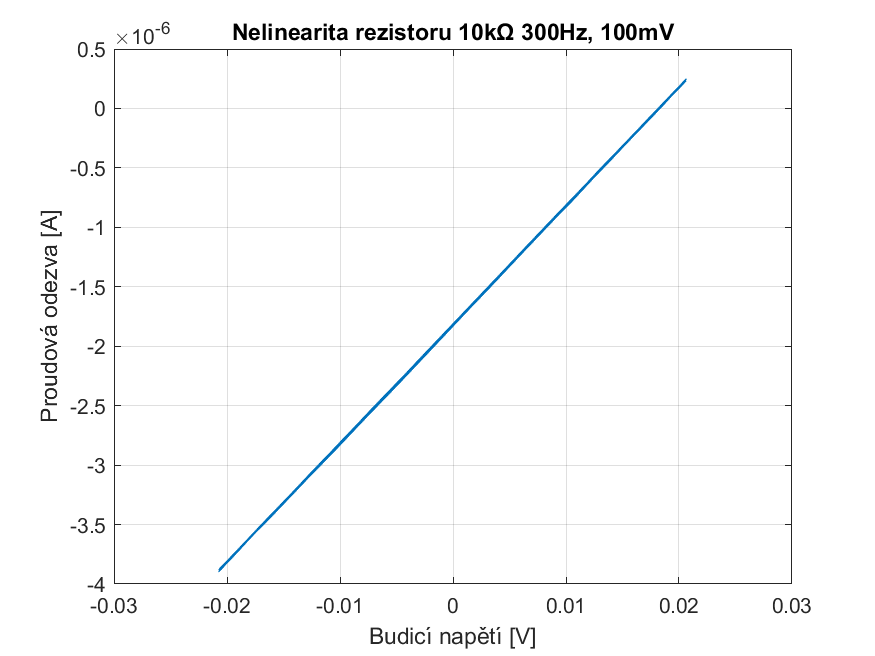 Nelinearita rezistoru 10kΩ 300Hz, 100mV
×10^-6
0.5
0
-0.5
-1
-1.5
-2
-2.5
-3
-3.5
-4
Proudová odezva [A]
-0.03 -0.02 -0.01 0 0.01 0.02 0.03
Budicí napětí [V]